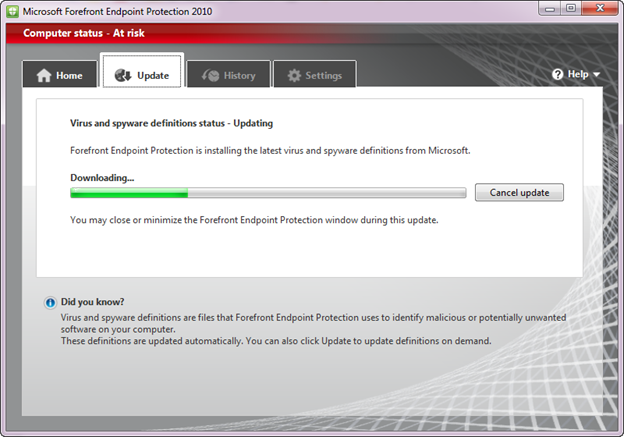 Microsoft Forefront Endpoint Protection 2010
Computer status - At risk
Home
Update
History
Settings
Help
Virus and spyware definitions status - Updating
Forefront Endpoint Protection is installing the latest virus and spyware definitions from Microsoft.
Downloading...
Cancel update
You may close or minimize the Forefront Endpoint Protection window during this update.
Did you know?
Virus and spyware definitions are files that Forefront Endpoint Protection uses to identify malicious or potentially unwanted
software on your computer.
These definitions are updated automatically. You can also click Update to update definitions on demand.